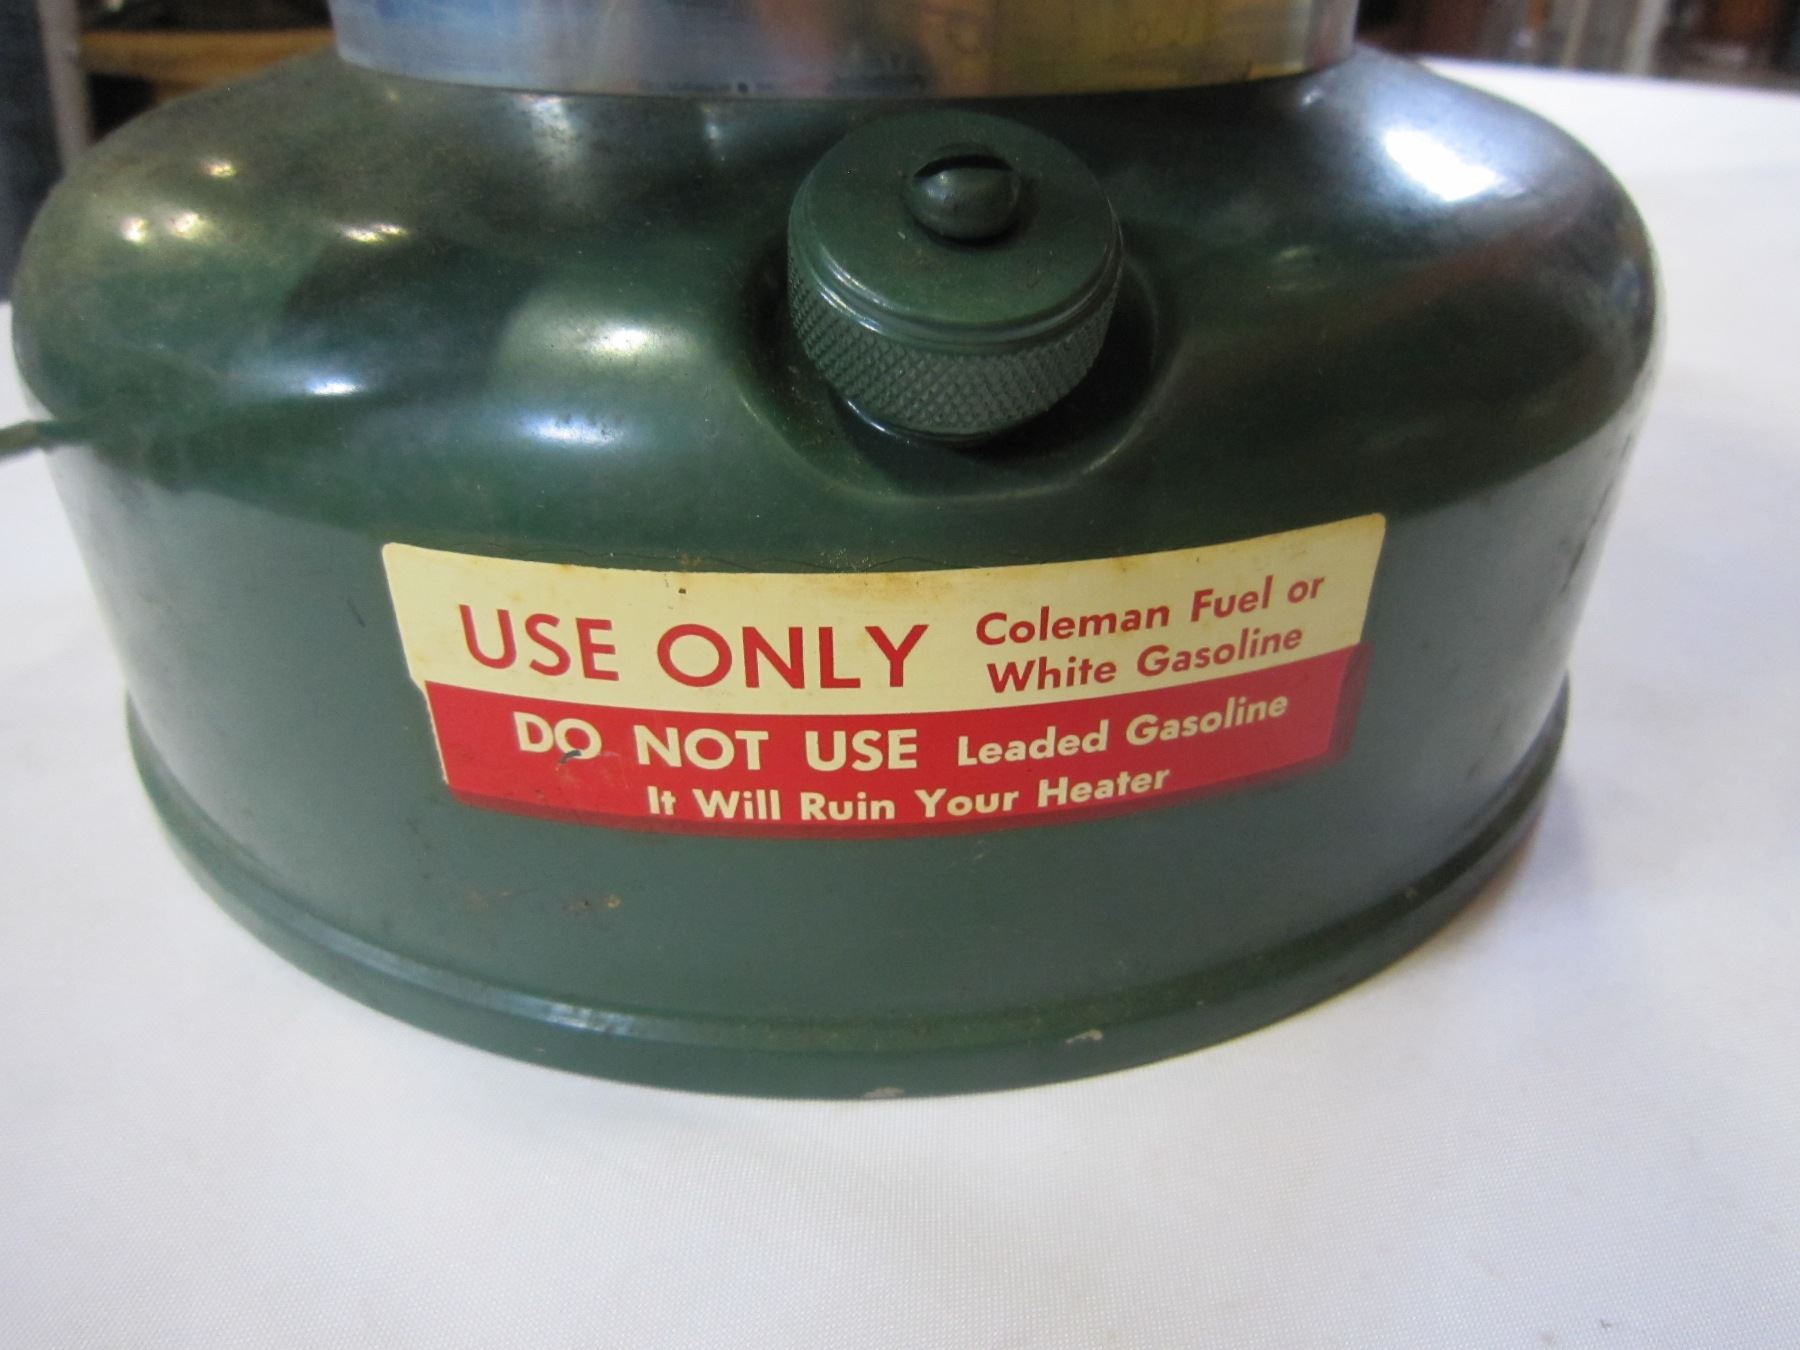 USE ONLY Coleman Fuel or
White Gasoline
DO NOT USE Leaded Gasoline
It Will Ruin Your Heater